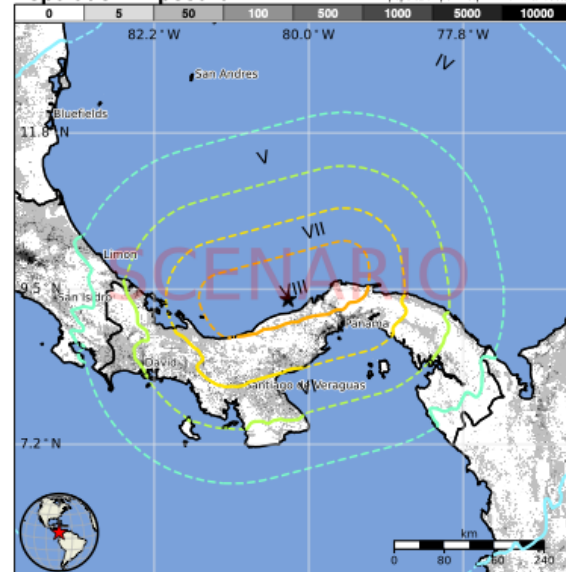 0 5 50 100 500 1000 5000 10000
82.2°W 80.0°W 77.8°W
IV
San Andres
Bluefields
11.8°N
V
VII
Limon
SCENARIO
VIII
9.5°N
San Isidro
Panama
David
Santiago de Veraguas
7.2°N
km
0 80 160 240